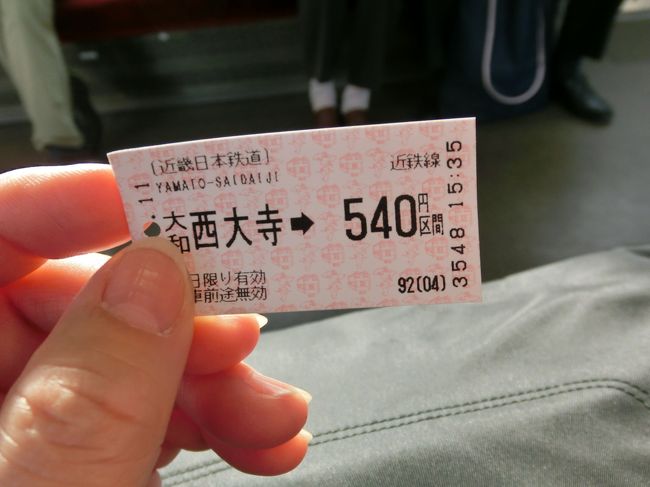 〔近畿日本鉄道〕 近鉄線
YAMATO-SAIDAIJI
大和西大寺➡540円区間
日限り有効
車前途無効
92(04)
.11
3548 15:35